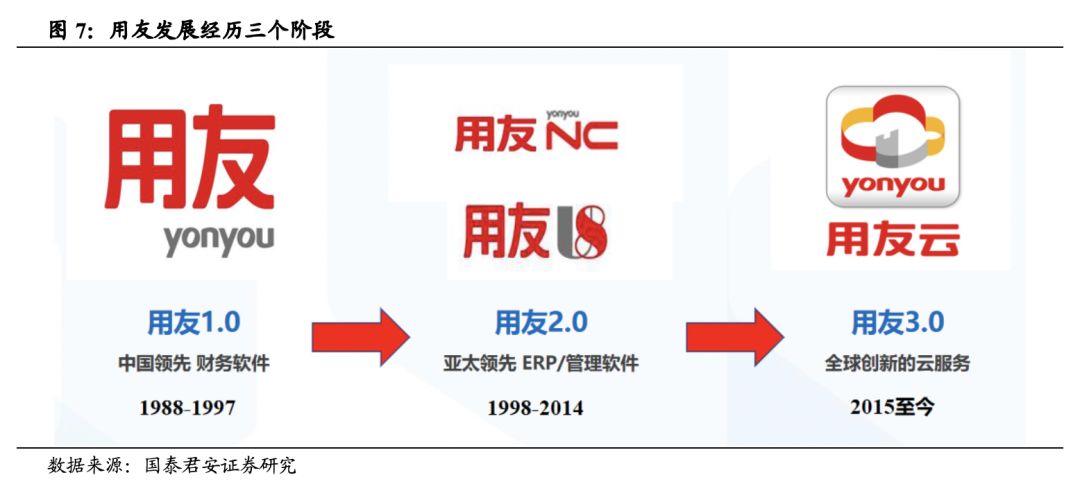 图 7：用友发展经历三个阶段
用友
yonyou
用友1.0
中国领先 财务软件
1988-1997
yonyou
用友 NC
用友 U8
用友2.0
亚太领先 ERP/管理软件
1998-2014
yonyou
用友云
用友3.0
全球创新的云服务
2015至今
数据来源：国泰君安证券研究